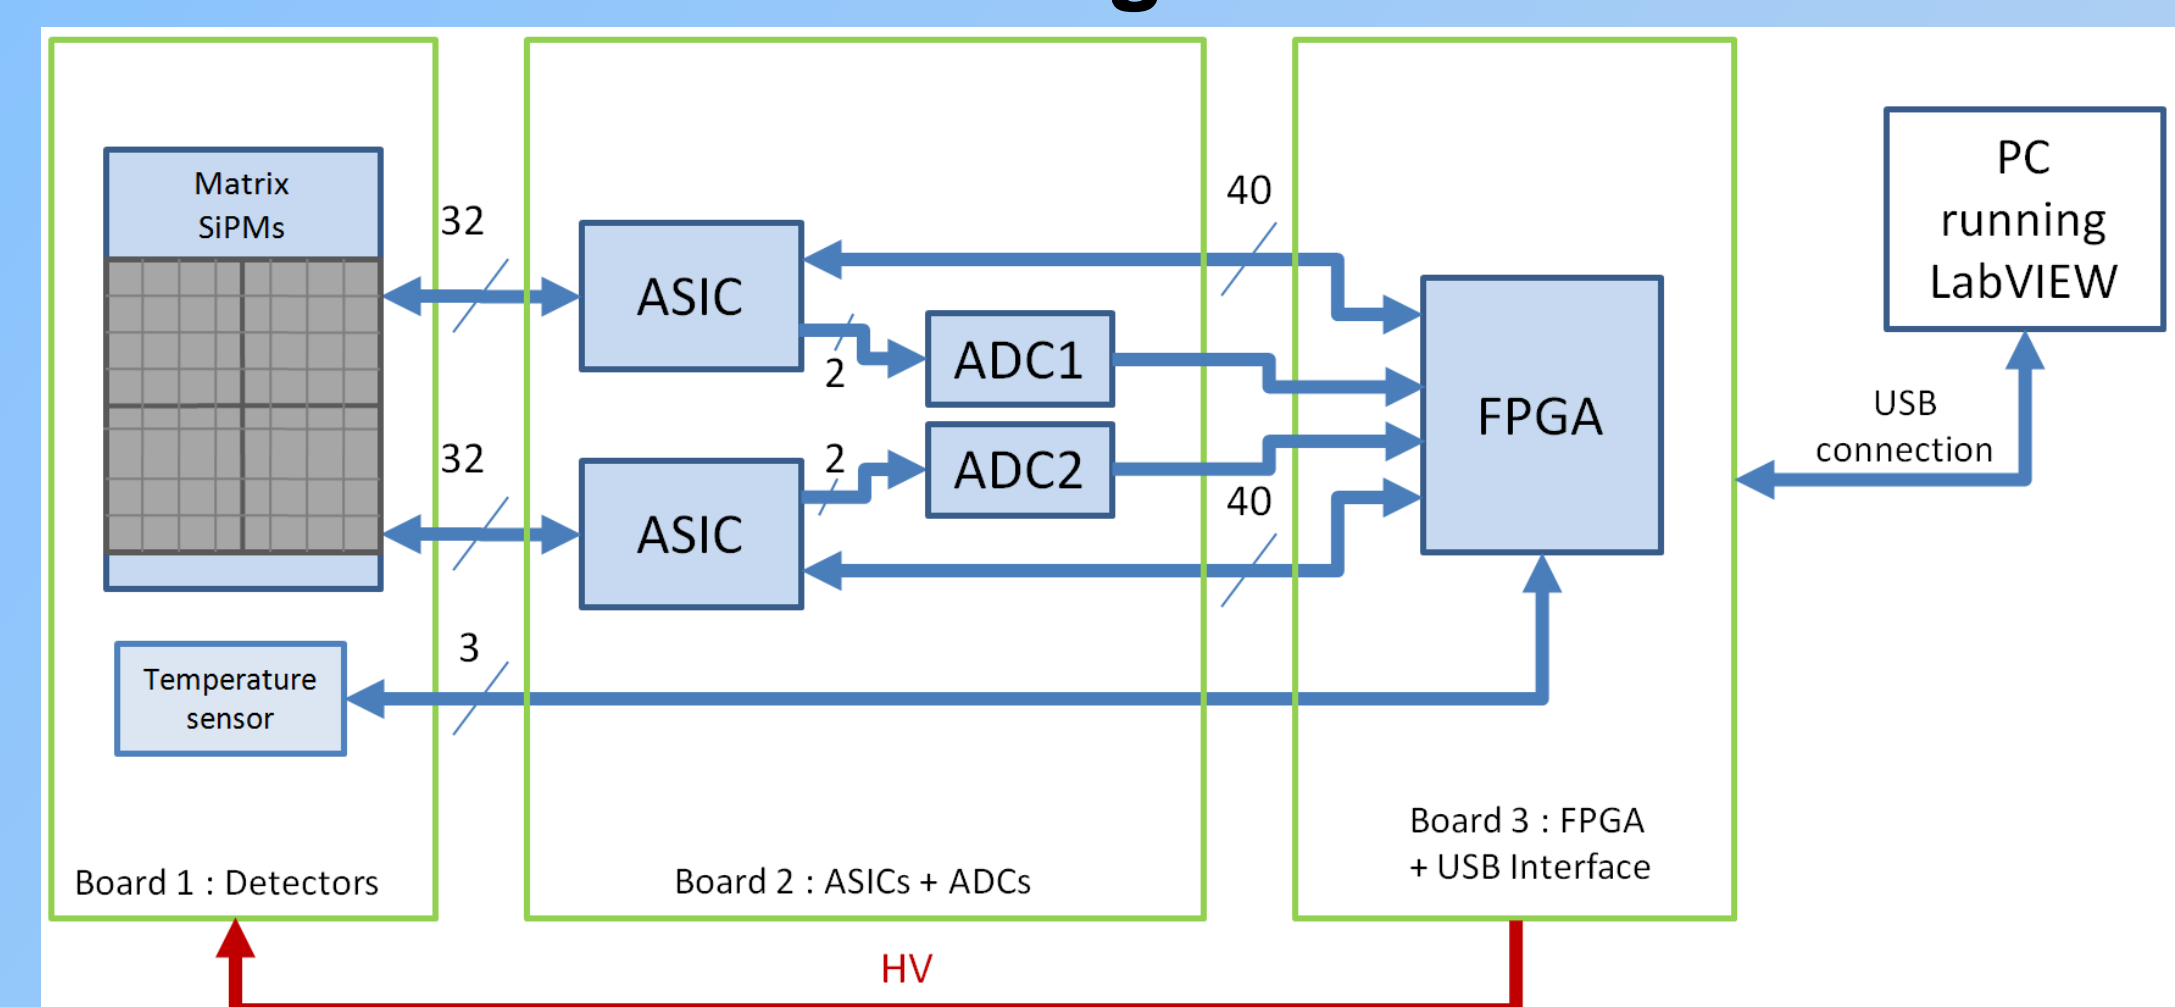 Matrix
SiPMs
32
32
Temperature
sensor
3
Board 1 : Detectors
ASIC
2
ADC1
ASIC
2
ADC2
Board 2 : ASICs + ADCs
40
40
FPGA
Board 3 : FPGA
+ USB Interface
PC
running
LabVIEW
USB
connection
HV